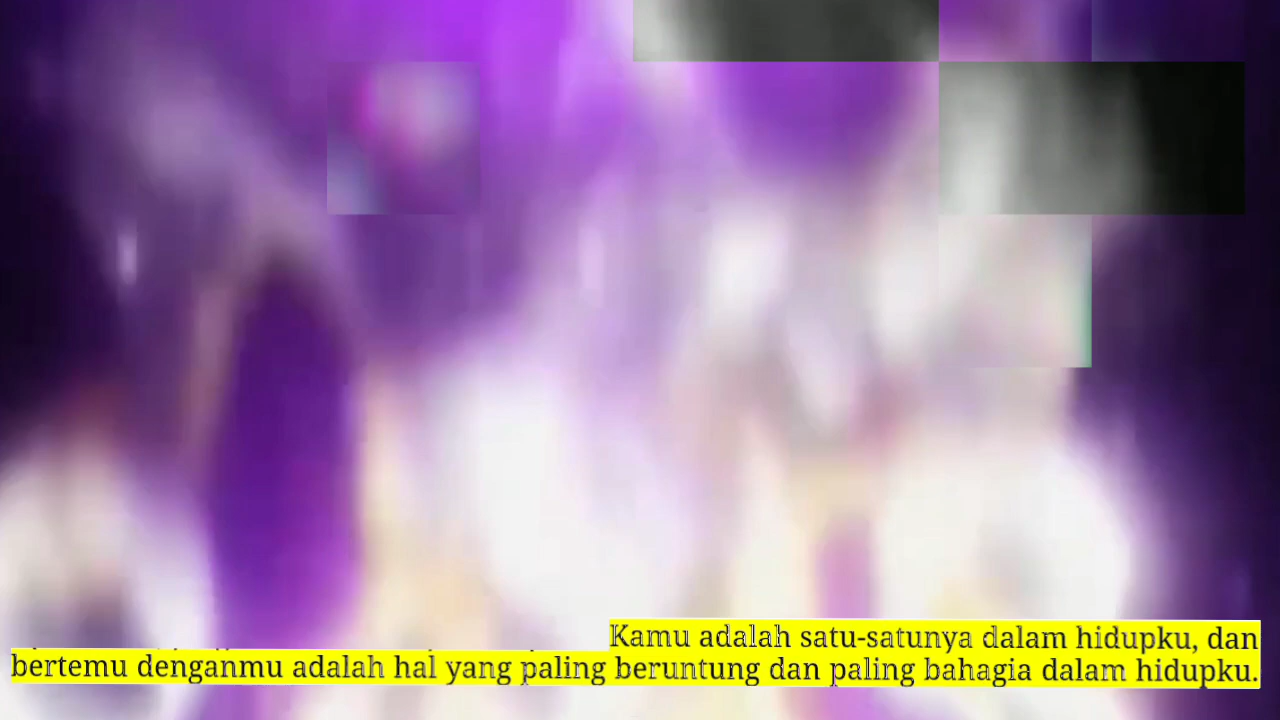 Kamu adalah satu-satunya dalam hidupku, dan
bertemu denganmu adalah hal yang paling beruntung dan paling bahagia dalam hidupku.